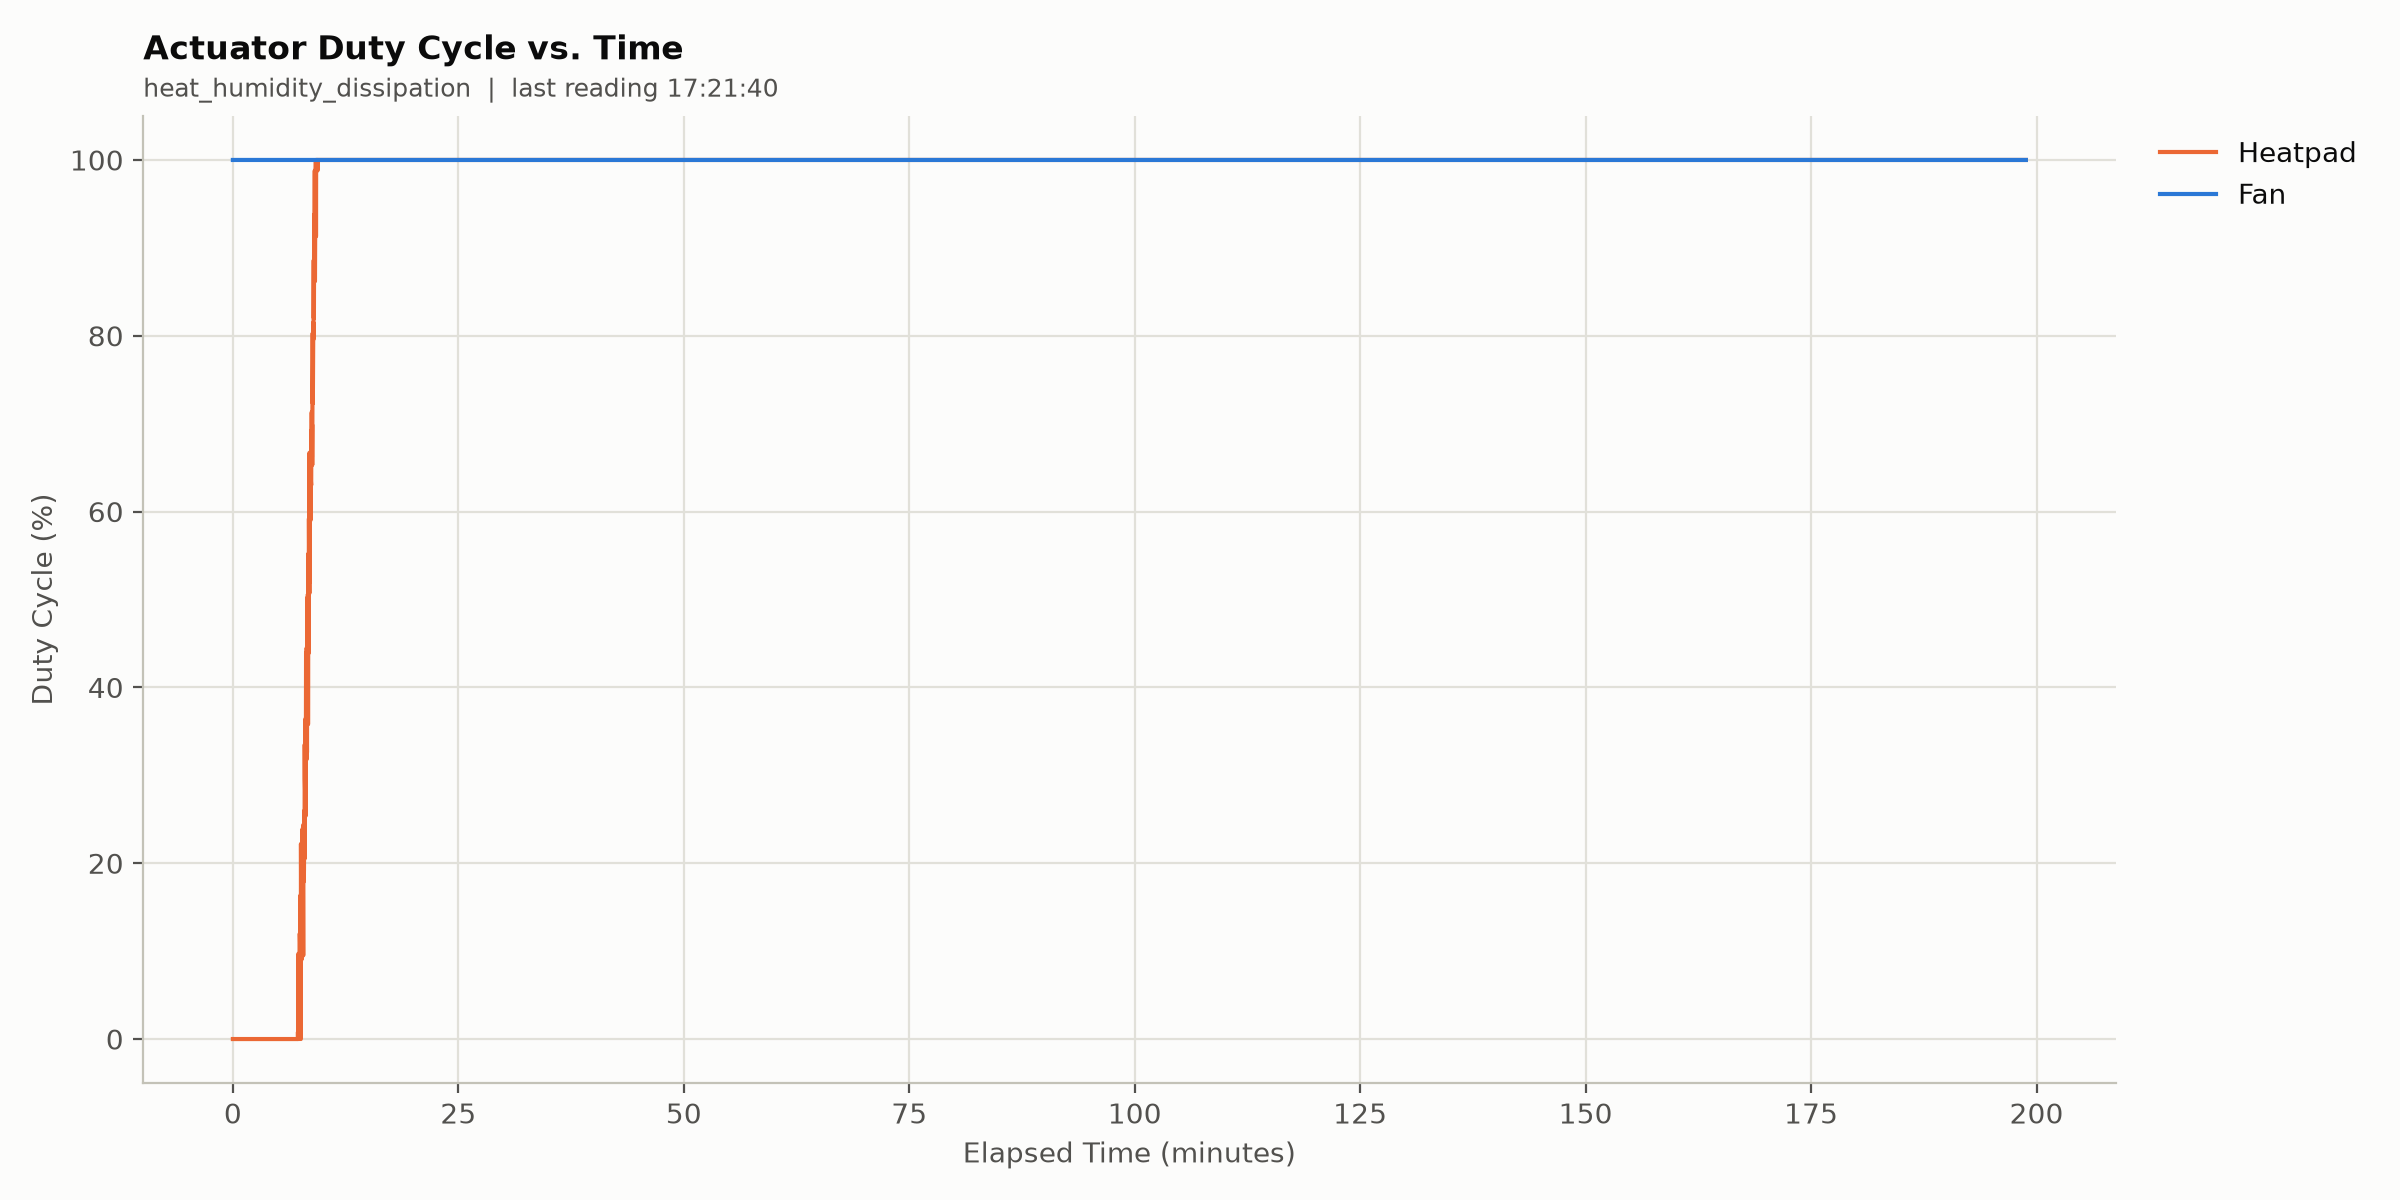 Actuator Duty Cycle vs. Time
heat_humidity_dissipation | last reading 17:21:40
Heatpad
Fan
Duty Cycle (%)
100
80
60
40
20
0
0 25 50 75 100 125 150 175 200
Elapsed Time (minutes)